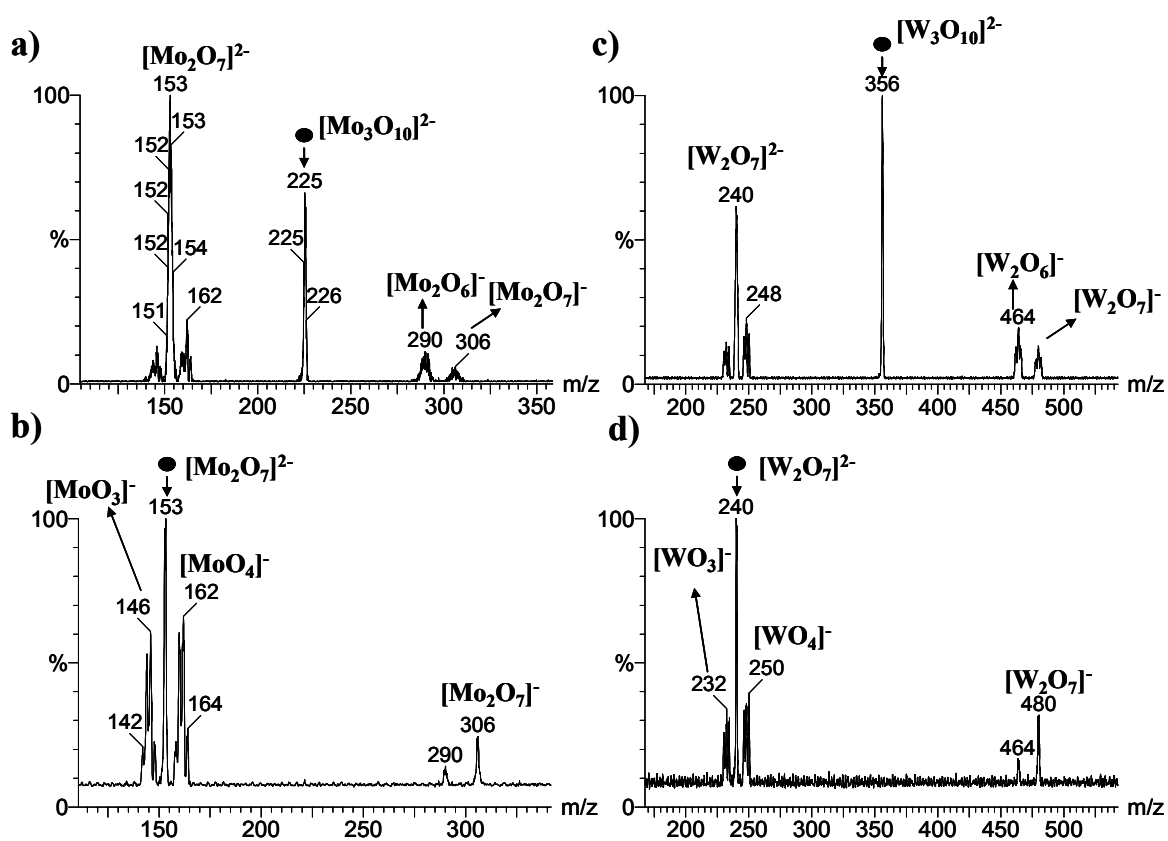 a)
[Mo2O7]2-
153
100
153
152
152
152
154
151
162
%
0
[Mo3O10]2-
225
225
226
[Mo2O6]-
290
[Mo2O7]-
306
150 200 250 300 350 m/z
b)
[Mo2O7]2-
[MoO3]-
153
100
[MoO4]-
146
162
%
142
164
[Mo2O7]-
306
290
0
150 200 250 300 m/z
c)
[W3O10]2-
356
100
[W2O7]2-
240
%
248
[W2O6]-
464
[W2O7]-
0
200 250 300 350 400 450 500 m/z
d)
[W2O7]2-
240
100
[WO3]-
[WO4]-
%
232
250
[W2O7]-
480
464
0
200 250 300 350 400 450 500 m/z